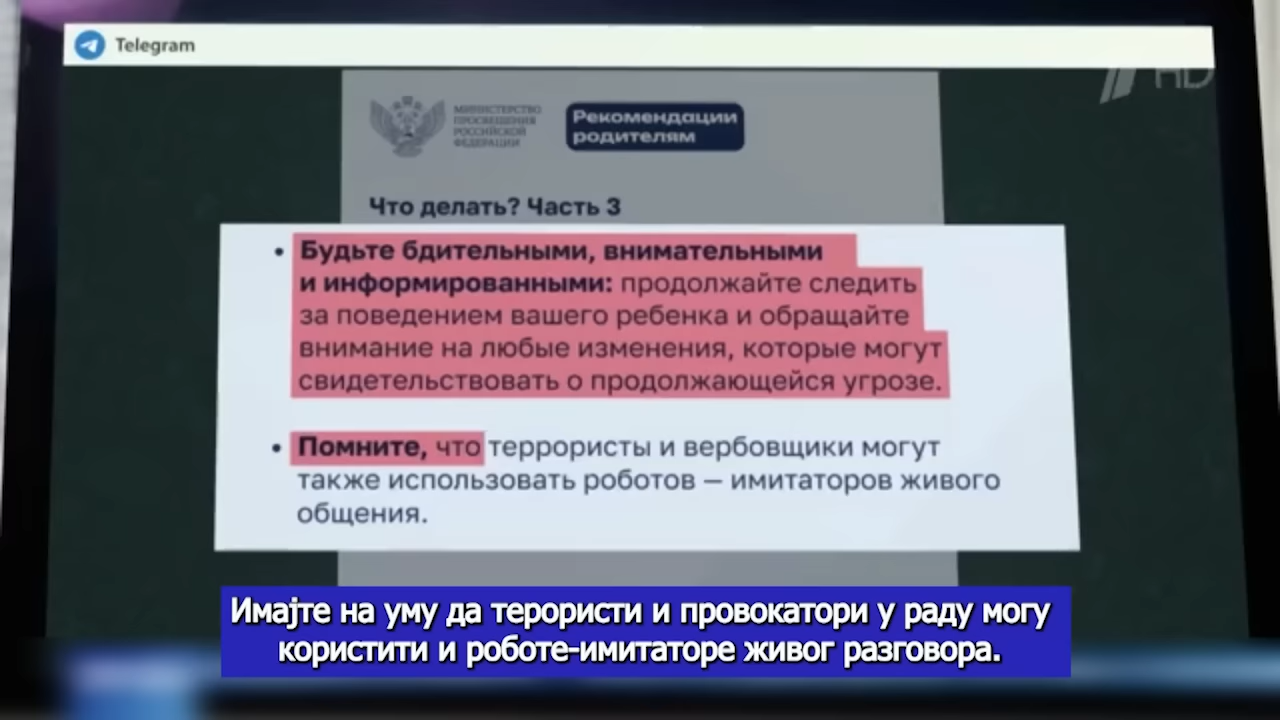 Telegram
HD
МИНИСТЕРСТВО
ПРОСВЕЩЕНИЯ
РОССИЙСКОЙ
ФЕДЕРАЦИИ
Рекомендации
родителям
Что делать? Часть 3
• Будьте бдительными, внимательными
и информированными: продолжайте следить
за поведением вашего ребенка и обращайте
внимание на любые изменения, которые могут
свидетельствовать о продолжающейся угрозе.
• Помните, что террористы и вербовщики могут
также использовать роботов — имитаторов живого
общения.
Имајте на уму да терористи и провокатори у раду могу
користити и роботе-имитаторе живог разговора.